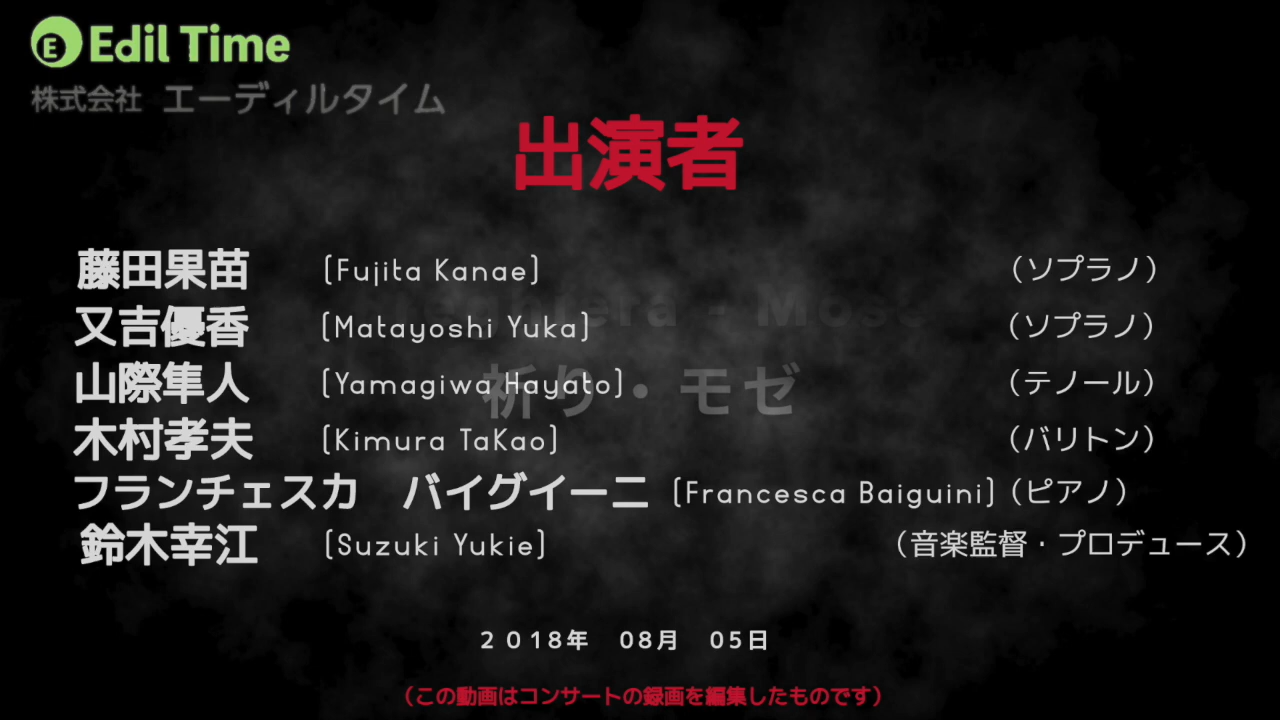 E Edil Time
株式会社 エーディルタイム
出演者
藤田果苗 [Fujita Kanae] （ソプラノ）
又吉優香 [Matayoshi Yuka] （ソプラノ）
山際隼人 [Yamagiwa Hayato] （テノール）
祈り・モゼ
木村孝夫 [Kimura TaKao] （バリトン）
フランチェスカ　バイグイーニ [Francesca Baiguini]（ピアノ）
鈴木幸江 [Suzuki Yukie] （音楽監督・プロデュース）
２０18年　08月　05日
（この動画はコンサートの録画を編集したものです）